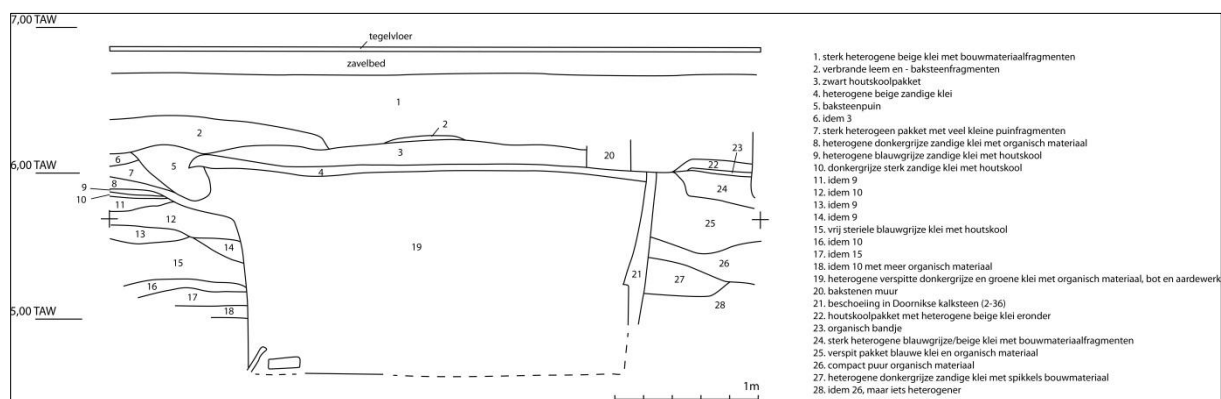 7,00 TAW
tegelvloer
zavelbed
1
2
2
3
20
23
22
6,00 TAW
6
7
5
4
8
9
10
24
11
12
25
13
14
19
15
26
21
27
16
17
28
18
5,00 TAW
1m
1. sterk heterogene beige klei met bouwmateriaalfragmenten
2. verbrande leem en - baksteenfragmenten
3. zwart houtskoolpakket
4. heterogene beige zandige klei
5. baksteenpuin
6. idem 3
7. sterk heterogeen pakket met veel kleine puinfragmenten
8. heterogene donkergrijze zandige klei met organisch materiaal
9. heterogene blauwgrijze zandige klei met houtskool
10. donkergrijze sterk zandige klei met houtskool
11. idem 9
12. idem 10
13. idem 9
14. idem 9
15. vrij steriele blauwgrijze klei met houtskool
16. idem 10
17. idem 15
18. idem 10 met meer organisch materiaal
19. heterogene verspitte donkergrijze en groene klei met organisch materiaal, bot en aardewerk
20. bakstenen muur
21. beschoeiing in Doornikse kalksteen (2-36)
22. houtskoolpakket met heterogene beige klei eronder
23. organisch bandje
24. sterk heterogene blauwgrijze/beige klei met bouwmateriaalfragmenten
25. verspit pakket blauwe klei en organisch materiaal
26. compact puur organisch materiaal
27. heterogene donkergrijze zandige klei met spikkels bouwmateriaal
28. idem 26, maar iets heterogener